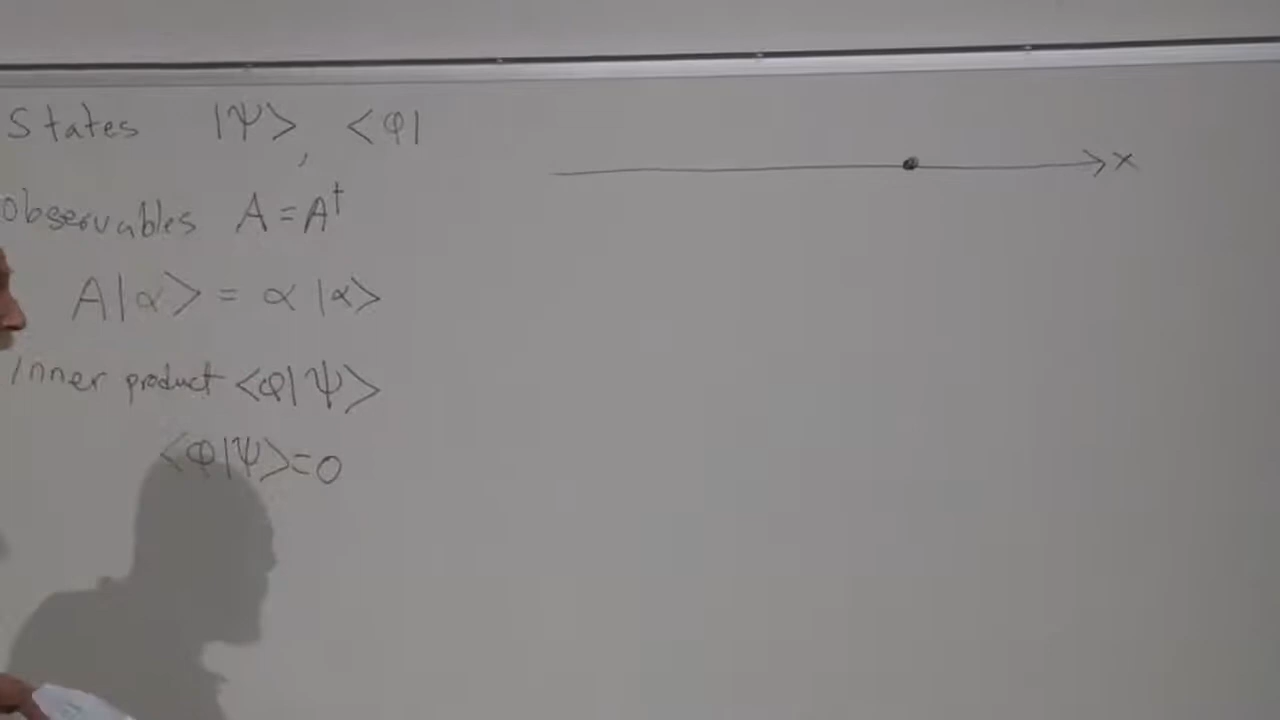 States |Ψ>, <φ|
x
Observables A = A†
A|α> = α |α>
Inner product <φ|Ψ>
<φ|Ψ>=0